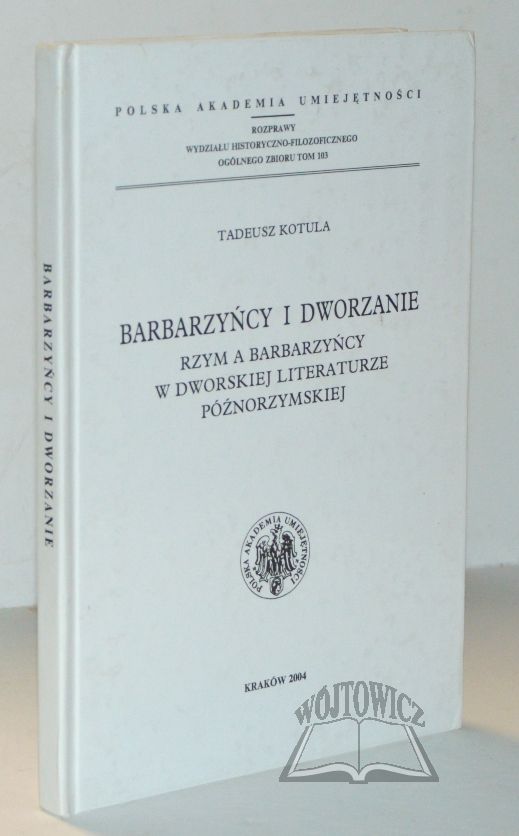 POLSKA AKADEMIA UMIEJĘTNOŚCI
ROZPRAWY
WYDZIAŁU HISTORYCZNO-FILOZOFICZNEGO
OGÓLNEGO ZBIORU TOM 103
TADEUSZ KOTULA
BARBARZYŃCY I DWORZANIE
RZYM A BARBARZYŃCY
W DWORSKIEJ LITERATURZE
PÓŹNORZYMSKIEJ
POLSKA AKADEMIA UMIEJĘTNOŚCI
KRAKÓW 2004
BARBARZYŃCY I DWORZANIE
WÓJTOWICZ